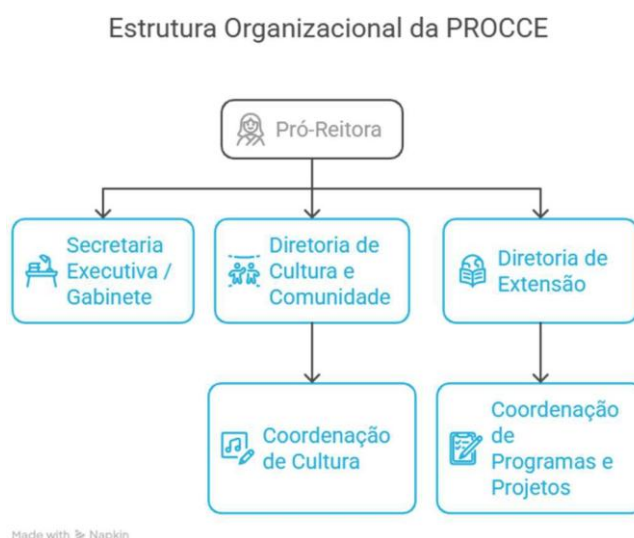 Estrutura Organizacional da PROCCE
Pró-Reitora
Secretaria
Executiva /
Gabinete
Diretoria de
Cultura e
Comunidade
Diretoria de
Extensão
Coordenação
de Cultura
Coordenação
de
Programas e
Projetos
Made with Napkin